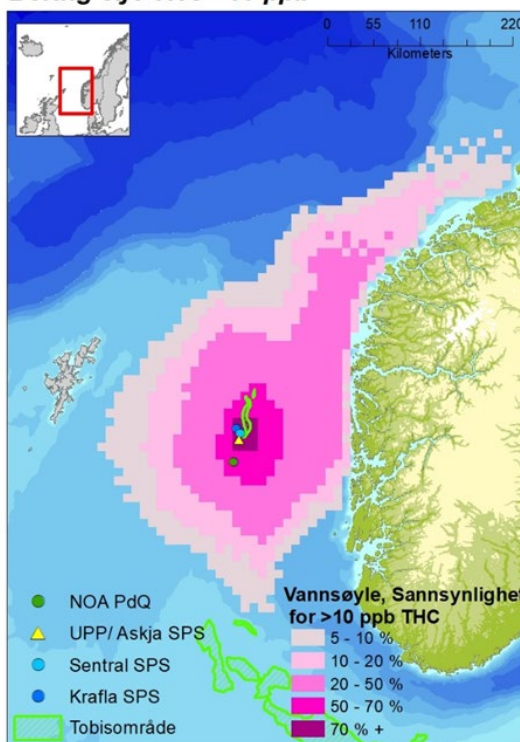 0 55 110 220
Kilometers
NOA PdQ
UPP/ Askja SPS
Sentral SPS
Krafla SPS
Tobisområde
Vannsøyle, Sannsynlighet
for >10 ppb THC
5 - 10 %
10 - 20 %
20 - 50 %
50 - 70 %
70 % +